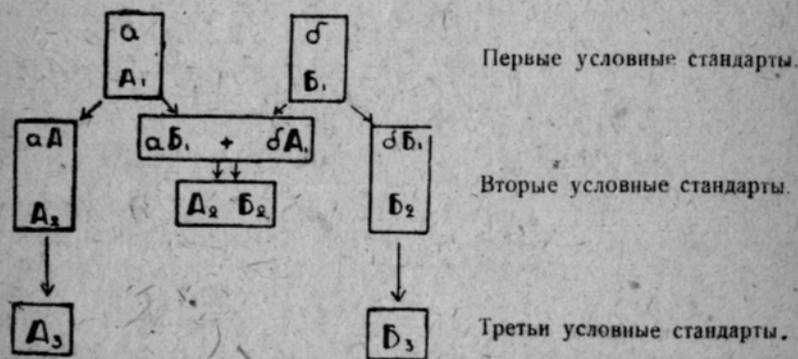 а б
А₁ Б₁
Первые условные стандарты.
аА аБ₁ + бА₁ бБ₁
А₂ А₂ Б₂ Б₂
Вторые условные стандарты.
А₃ Б₃
Третьи условные стандарты.